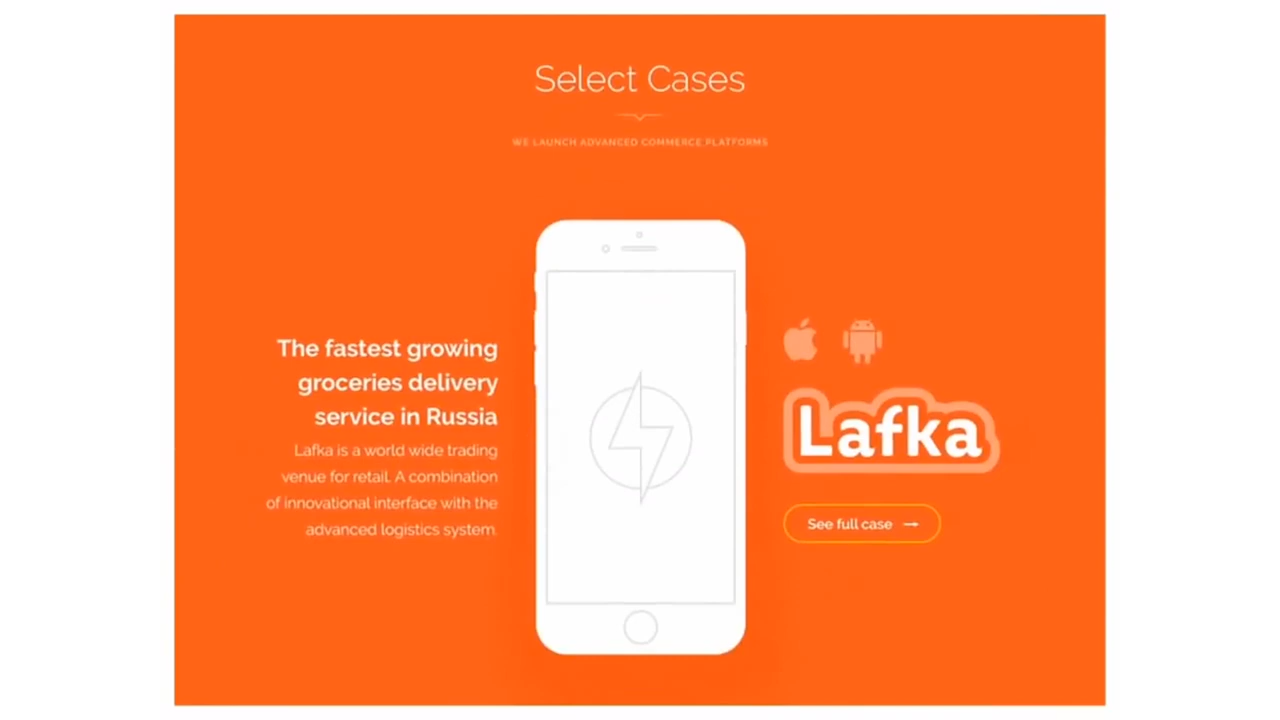 Select Cases
WE LAUNCH ADVANCED COMMERCE PLATFORMS
The fastest growing
groceries delivery
service in Russia
Lafka is a world wide trading
venue for retail. A combination
of innovational interface with the
advanced logistics system.
Lafka
See full case →